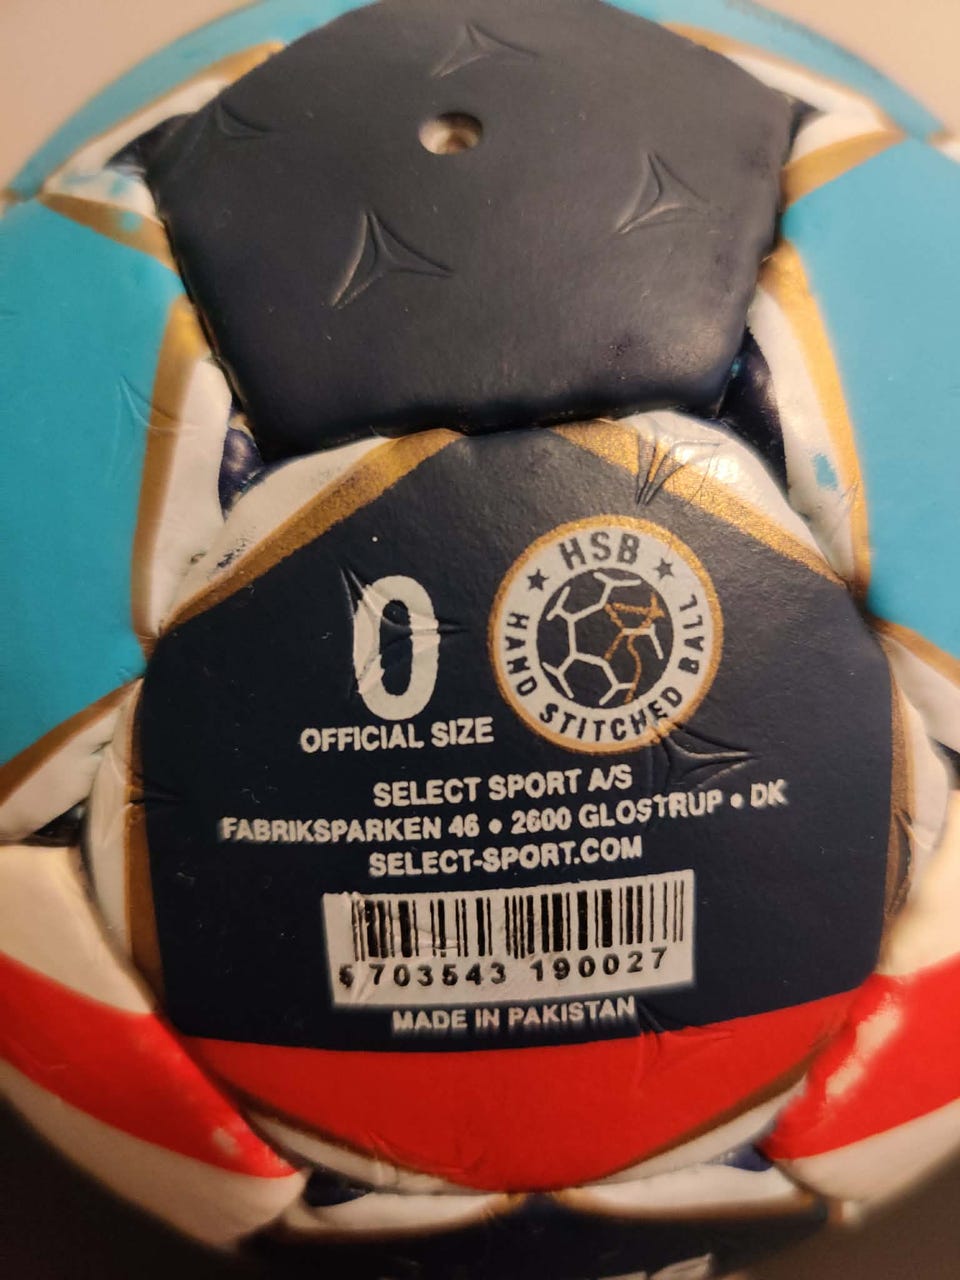 HSB
HAND STITCHED BALL
0
OFFICIAL SIZE
SELECT SPORT A/S
FABRIKSPARKEN 46 • 2600 GLOSTRUP • DK
SELECT-SPORT.COM
5 703543 190027
MADE IN PAKISTAN